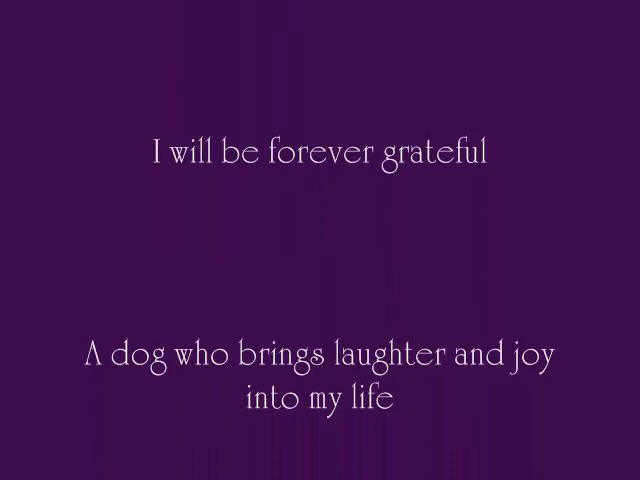 I will be forever grateful
A dog who brings laughter and joy
into my life